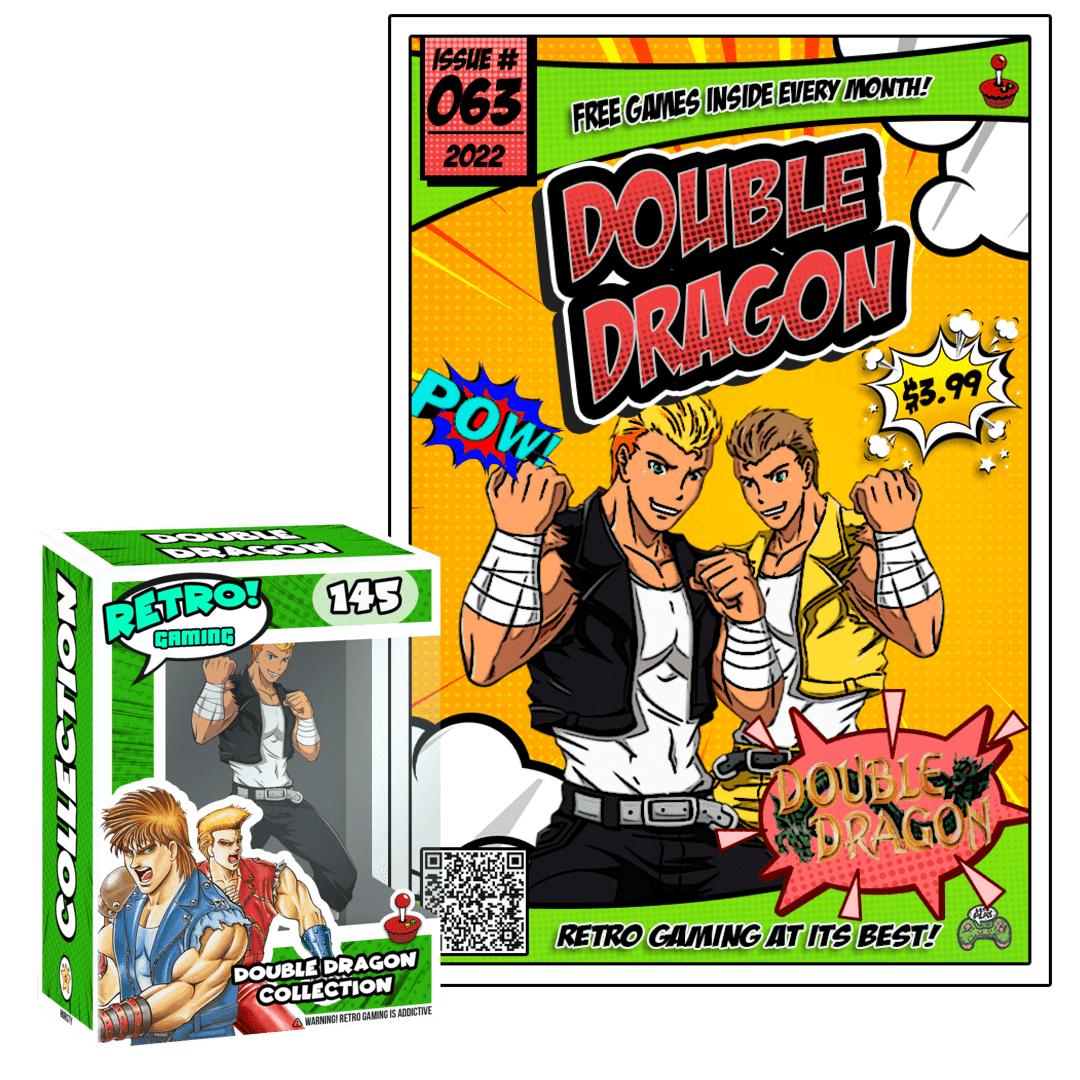 ISSUE #
063
2022
FREE GAMES INSIDE EVERY MONTH!
DOUBLE
DRAGON
$3.99
POW!
DOUBLE
DRAGON
RETRO GAMING AT ITS BEST!
DOUBLE
DRAGON
RETRO!
GAMING
145
COLLECTION
DOUBLE DRAGON
COLLECTION
WARNING! RETRO GAMING IS ADDICTIVE